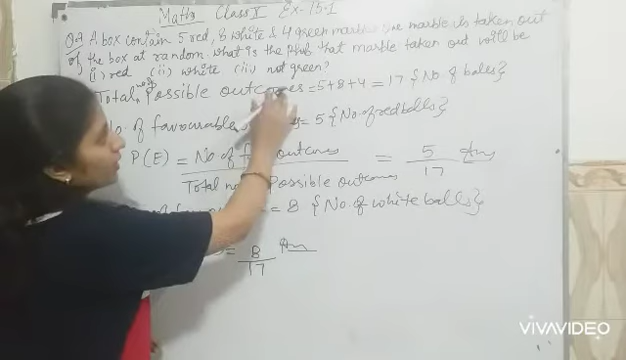 Maths Class X Ex-15.1
Q.9 A box contain 5 red, 8 white & 4 green marbles. One marble is taken out
of the box at random. What is the that marble taken out will be
(i) red (ii) white (iii) not green?
Total no of Possible outcomes = 5+8+4 = 17 {No of balls}
No. of favourable = 5 {No. of red balls}
P(E) = No of outcomes / Total no Possible outcomes = 5/17 Ans
= 8 {No. of white balls}
= 8/17 Ans
VIVAVIDEO